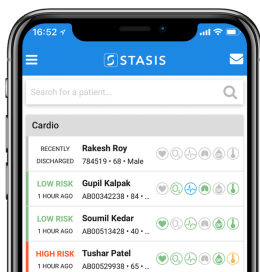 16:52
STASIS
Search for a patient...
Cardio
RECENTLY
DISCHARGED
Rakesh Roy
784519 • 68 • Male
LOW RISK
1 HOUR AGO
Gupil Kalpak
AB00342238 • 84 • ...
LOW RISK
1 HOUR AGO
Soumil Kedar
AB00513428 • 40 • ...
HIGH RISK
1 HOUR AGO
Tushar Patel
AB00529938 • 65 • ...